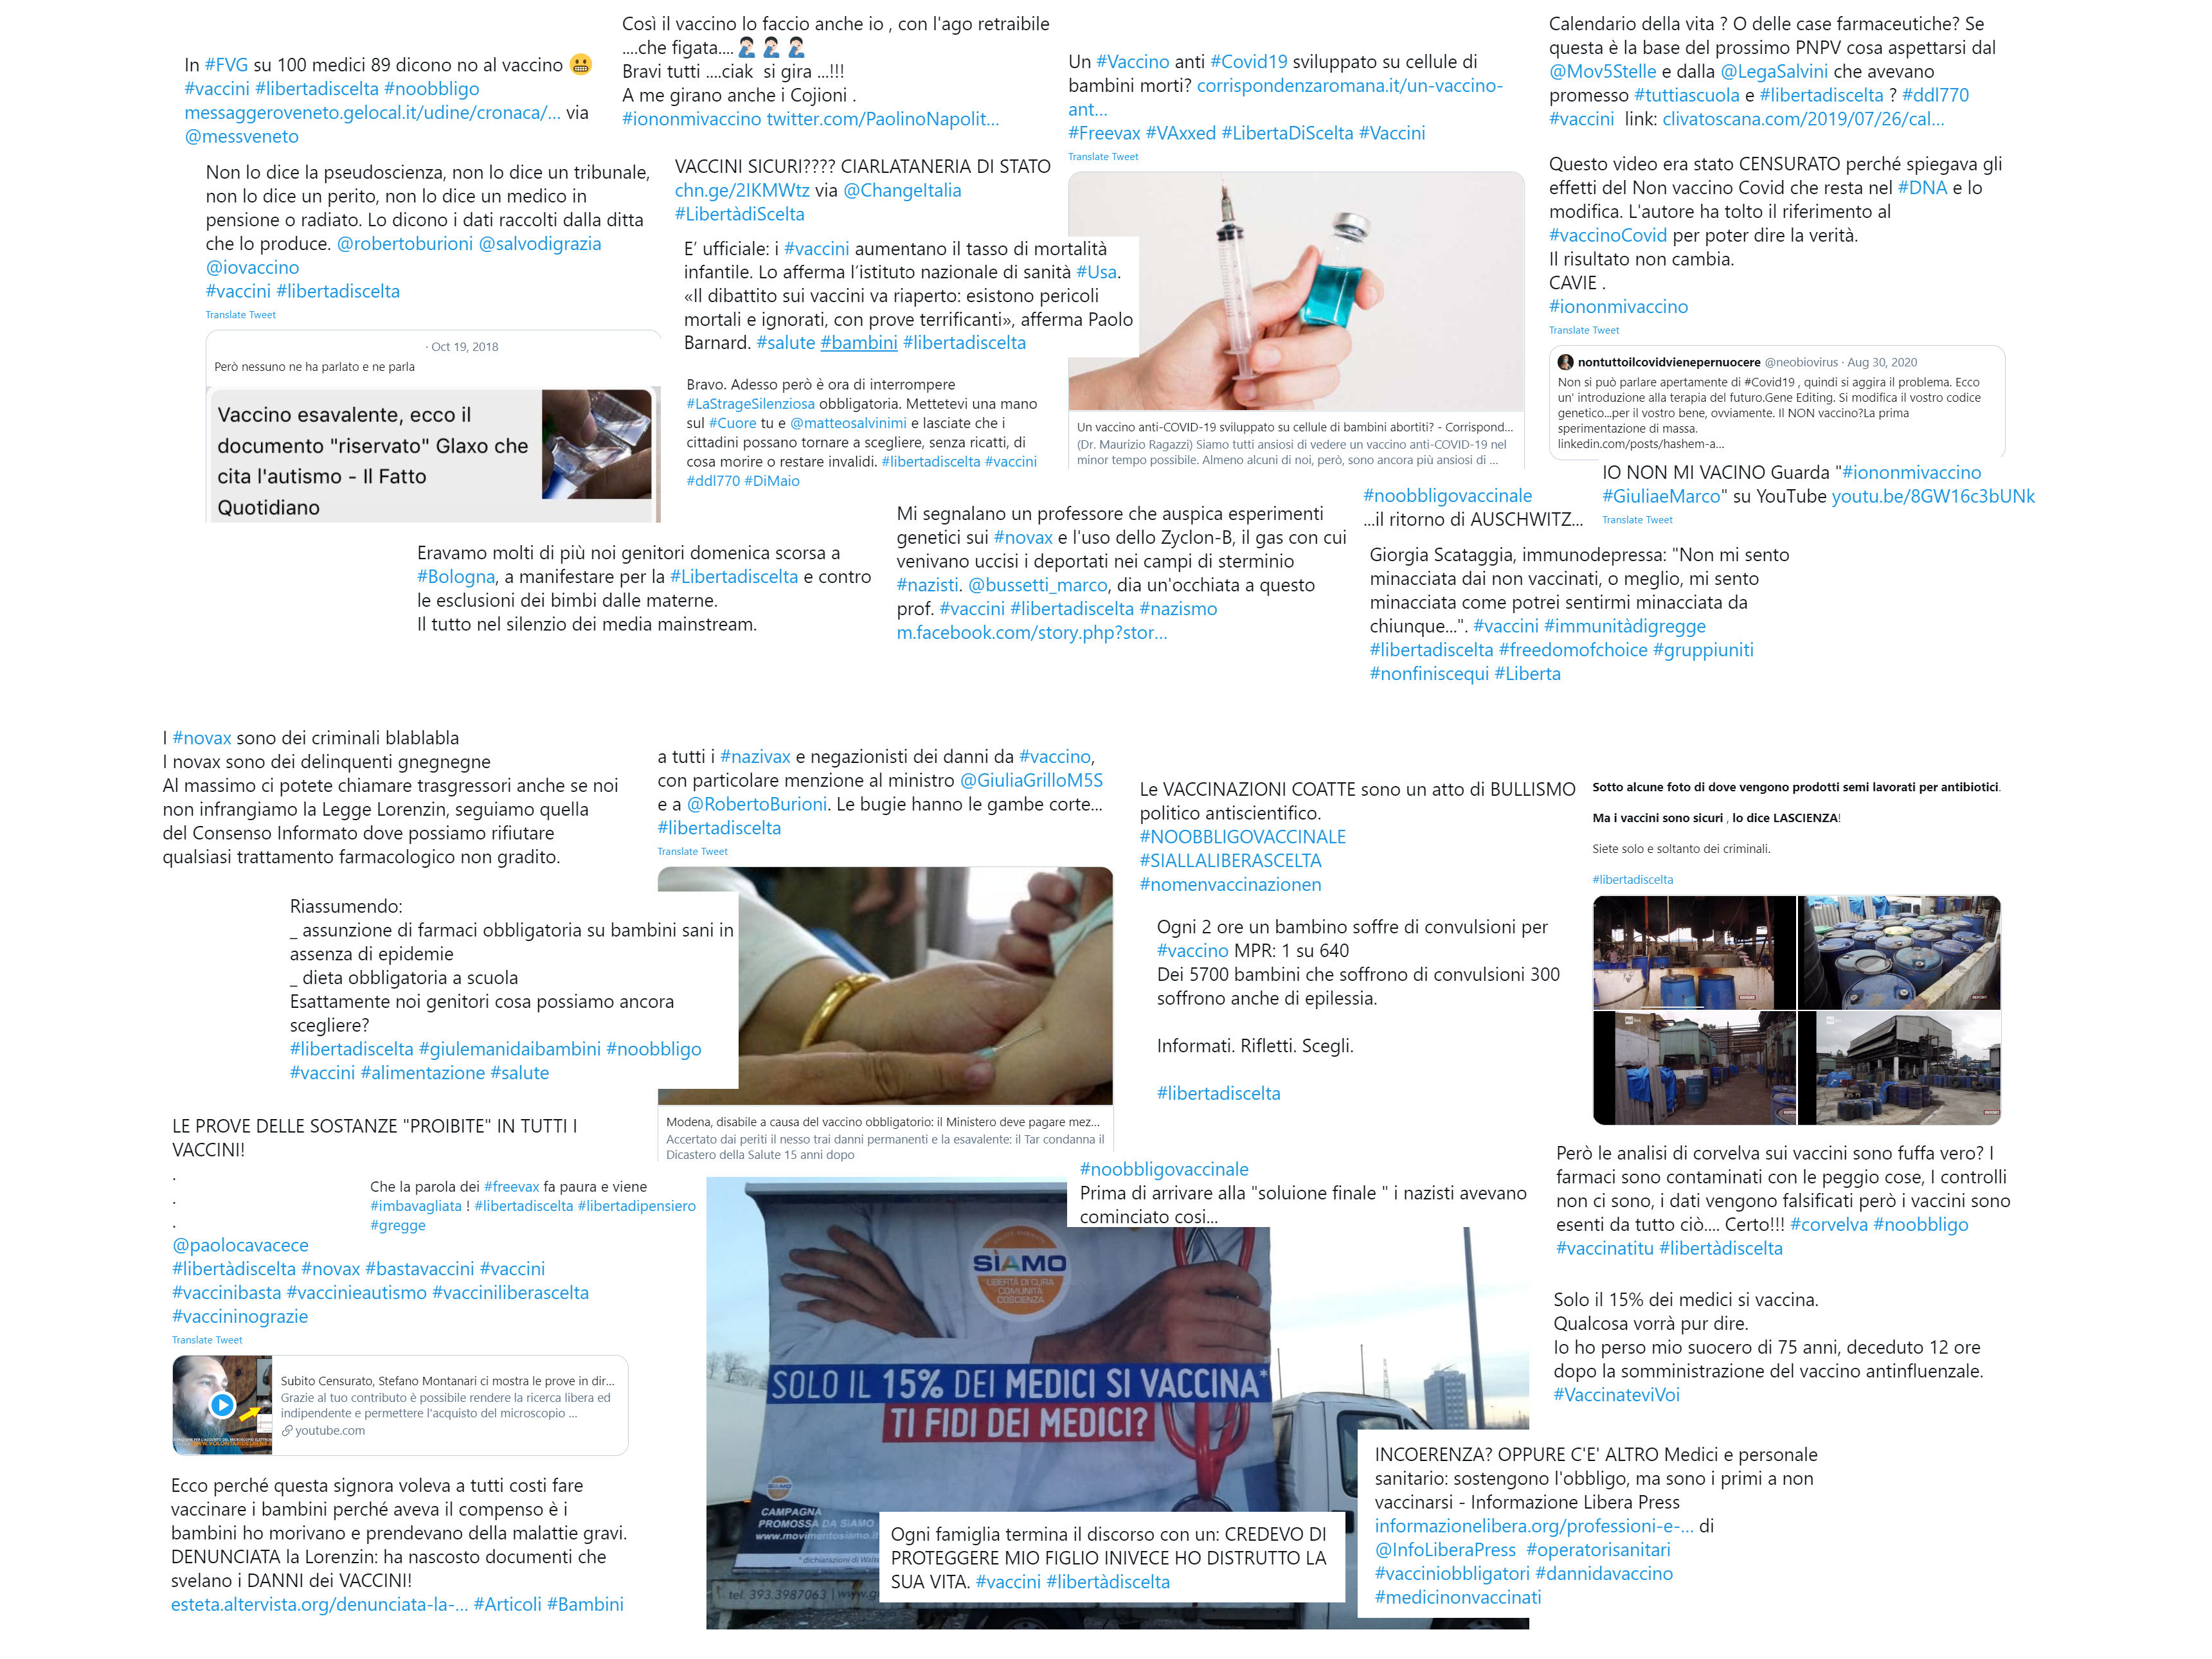 In #FVG su 100 medici 89 dicono no al vaccino 😬
#vaccini #libertadiscelta #noobbligo
messaggeroveneto.gelocal.it/udine/cronaca/… via
@messveneto
Così il vaccino lo faccio anche io , con l'ago retraibile
....che figata....🤦🏻‍♂️🤦🏻‍♂️🤦🏻‍♂️
Bravi tutti ....ciak si gira ...!!!
A me girano anche i Cojioni .
#iononmivaccino twitter.com/PaolinoNapolit…
Un #Vaccino anti #Covid19 sviluppato su cellule di
bambini morti? corrispondenzaromana.it/un-vaccino-
ant…
#Freevax #VAxxed #LibertaDiScelta #Vaccini
Translate Tweet
Un vaccino anti-COVID-19 sviluppato su cellule di bambini abortiti? - Corrispond...
(Dr. Maurizio Ragazzi) Siamo tutti ansiosi di vedere un vaccino anti-COVID-19 nel
minor tempo possibile. Almeno alcuni di noi, però, sono ancora più ansiosi di ...
Calendario della vita ? O delle case farmaceutiche? Se
questa è la base del prossimo PNPV cosa aspettarsi dal
@Mov5Stelle e dalla @LegaSalvini che avevano
promesso #tuttiascuola e #libertadiscelta ? #ddl770
#vaccini link: clivatoscana.com/2019/07/26/cal…
Non lo dice la pseudoscienza, non lo dice un tribunale,
non lo dice un perito, non lo dice un medico in
pensione o radiato. Lo dicono i dati raccolti dalla ditta
che lo produce. @robertoburioni @salvodigrazia
@iovaccino
#vaccini #libertadiscelta
Translate Tweet
· Oct 19, 2018
Però nessuno ne ha parlato e ne parla
Vaccino esavalente, ecco il
documento "riservato" Glaxo che
cita l'autismo - Il Fatto
Quotidiano
VACCINI SICURI???? CIARLATANERIA DI STATO
chn.ge/2IKMWtz via @ChangeItalia
#LibertàdiScelta
E' ufficiale: i #vaccini aumentano il tasso di mortalità
infantile. Lo afferma l'istituto nazionale di sanità #Usa.
«Il dibattito sui vaccini va riaperto: esistono pericoli
mortali e ignorati, con prove terrificanti», afferma Paolo
Barnard. #salute #bambini #libertadiscelta
Bravo. Adesso però è ora di interrompere
#LaStrageSilenziosa obbligatoria. Mettetevi una mano
sul #Cuore tu e @matteosalvinimi e lasciate che i
cittadini possano tornare a scegliere, senza ricatti, di
cosa morire o restare invalidi. #libertadiscelta #vaccini
#ddl770 #DiMaio
Questo video era stato CENSURATO perché spiegava gli
effetti del Non vaccino Covid che resta nel #DNA e lo
modifica. L'autore ha tolto il riferimento al
#vaccinoCovid per poter dire la verità.
Il risultato non cambia.
CAVIE .
#iononmivaccino
Translate Tweet
nontuttoilcovidvienepernuocere @neobiovirus · Aug 30, 2020
Non si può parlare apertamente di #Covid19 , quindi si aggira il problema. Ecco
un' introduzione alla terapia del futuro.Gene Editing. Si modifica il vostro codice
genetico...per il vostro bene, ovviamente. Il NON vaccino?La prima
sperimentazione di massa.
linkedin.com/posts/hashem-a…
IO NON MI VACINO Guarda "#iononmivaccino
#GiuliaeMarco" su YouTube youtu.be/8GW16c3bUNk
Translate Tweet
#noobbligovaccinale
...il ritorno di AUSCHWITZ...
Eravamo molti di più noi genitori domenica scorsa a
#Bologna, a manifestare per la #Libertadiscelta e contro
le esclusioni dei bimbi dalle materne.
Il tutto nel silenzio dei media mainstream.
Mi segnalano un professore che auspica esperimenti
genetici sui #novax e l'uso dello Zyclon-B, il gas con cui
venivano uccisi i deportati nei campi di sterminio
#nazisti. @bussetti_marco, dia un'occhiata a questo
prof. #vaccini #libertadiscelta #nazismo
m.facebook.com/story.php?stor…
Giorgia Scataggia, immunodepressa: "Non mi sento
minacciata dai non vaccinati, o meglio, mi sento
minacciata come potrei sentirmi minacciata da
chiunque...". #vaccini #immunitàdigregge
#libertadiscelta #freedomofchoice #gruppiuniti
#nonfiniscequi #Liberta
I #novax sono dei criminali blablabla
I novax sono dei delinquenti gnegnegne
Al massimo ci potete chiamare trasgressori anche se noi
non infrangiamo la Legge Lorenzin, seguiamo quella
del Consenso Informato dove possiamo rifiutare
qualsiasi trattamento farmacologico non gradito.
a tutti i #nazivax e negazionisti dei danni da #vaccino,
con particolare menzione al ministro @GiuliaGrilloM5S
e a @RobertoBurioni. Le bugie hanno le gambe corte...
#libertadiscelta
Translate Tweet
Modena, disabile a causa del vaccino obbligatorio: il Ministero deve pagare mez...
Accertato dai periti il nesso trai danni permanenti e la esavalente: il Tar condanna il
Dicastero della Salute 15 anni dopo
Le VACCINAZIONI COATTE sono un atto di BULLISMO
politico antiscientifico.
#NOOBBLIGOVACCINALE
#SIALLALIBERASCELTA
#nomenvaccinazionen
Sotto alcune foto di dove vengono prodotti semi lavorati per antibiotici.
Ma i vaccini sono sicuri , lo dice LASCIENZA!
Siete solo e soltanto dei criminali.
#libertadiscelta
Riassumendo:
_ assunzione di farmaci obbligatoria su bambini sani in
assenza di epidemie
_ dieta obbligatoria a scuola
Esattamente noi genitori cosa possiamo ancora
scegliere?
#libertadiscelta #giulemanidaibambini #noobbligo
#vaccini #alimentazione #salute
Ogni 2 ore un bambino soffre di convulsioni per
#vaccino MPR: 1 su 640
Dei 5700 bambini che soffrono di convulsioni 300
soffrono anche di epilessia.
Informati. Rifletti. Scegli.
#libertadiscelta
LE PROVE DELLE SOSTANZE "PROIBITE" IN TUTTI I
VACCINI!
.
.
.
@paolocavacece
#libertàdiscelta #novax #bastavaccini #vaccini
#vaccinibasta #vaccinieautismo #vacciniliberascelta
#vaccininograzie
Translate Tweet
Subito Censurato, Stefano Montanari ci mostra le prove in dir...
Grazie al tuo contributo è possibile rendere la ricerca libera ed
indipendente e permettere l'acquisto del microscopio ...
youtube.com
Che la parola dei #freevax fa paura e viene
#imbavagliata ! #libertadiscelta #libertadipensiero
#gregge
#noobbligovaccinale
Prima di arrivare alla "soluione finale " i nazisti avevano
cominciato cosi...
SIAMO
LIBERTÀ DI CURA
COMUNITÀ
COSCIENZA
SOLO IL 15% DEI MEDICI SI VACCINA*
TI FIDI DEI MEDICI?
CAMPAGNA
PROMOSSA DA SIAMO
www.movimentosiamo.it
tel. 393.3987063
Però le analisi di corvelva sui vaccini sono fuffa vero? I
farmaci sono contaminati con le peggio cose, I controlli
non ci sono, i dati vengono falsificati però i vaccini sono
esenti da tutto ciò.... Certo!!! #corvelva #noobbligo
#vaccinatitu #libertàdiscelta
Solo il 15% dei medici si vaccina.
Qualcosa vorrà pur dire.
Io ho perso mio suocero di 75 anni, deceduto 12 ore
dopo la somministrazione del vaccino antinfluenzale.
#VaccinateviVoi
Ecco perché questa signora voleva a tutti costi fare
vaccinare i bambini perché aveva il compenso è i
bambini ho morivano e prendevano della malattie gravi.
DENUNCIATA la Lorenzin: ha nascosto documenti che
svelano i DANNI dei VACCINI!
esteta.altervista.org/denunciata-la-… #Articoli #Bambini
Ogni famiglia termina il discorso con un: CREDEVO DI
PROTEGGERE MIO FIGLIO INIVECE HO DISTRUTTO LA
SUA VITA. #vaccini #libertàdiscelta
INCOERENZA? OPPURE C'E' ALTRO Medici e personale
sanitario: sostengono l'obbligo, ma sono i primi a non
vaccinarsi - Informazione Libera Press
informazionelibera.org/professioni-e-… di
@InfoLiberaPress #operatorisanitari
#vacciniobbligatori #dannidavaccino
#medicinonvaccinati